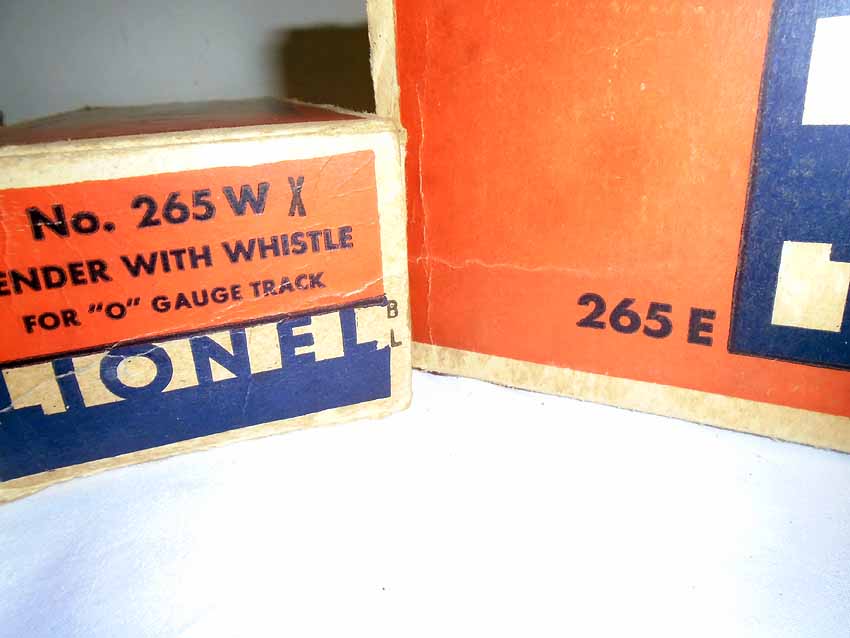 No. 265 W X
ENDER WITH WHISTLE
FOR "O" GAUGE TRACK
B
L
LIONEL
265 E